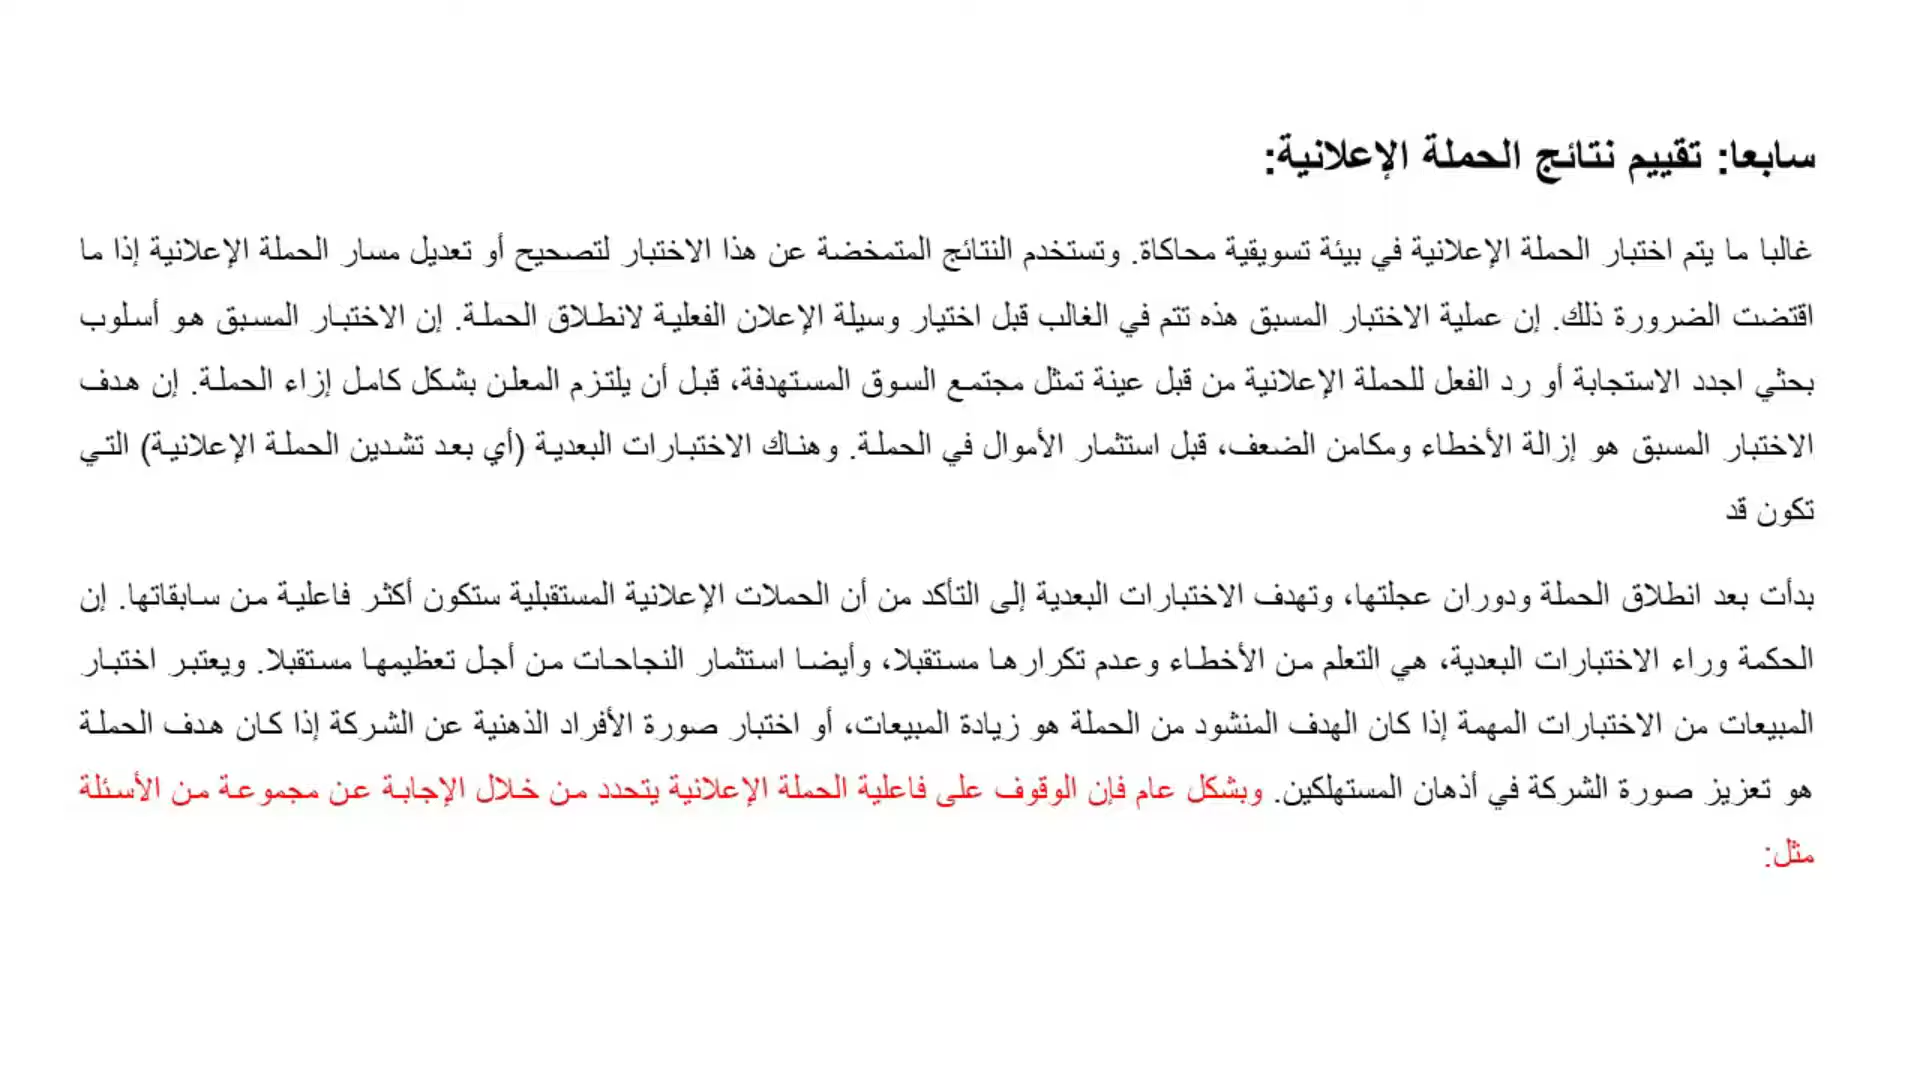 سابعا: تقييم نتائج الحملة الإعلانية:
غالبا ما يتم اختبار الحملة الإعلانية في بيئة تسويقية محاكاة. وتستخدم النتائج المتمخضة عن هذا الاختبار لتصحيح أو تعديل مسار الحملة الإعلانية إذا ما
اقتضت الضرورة ذلك. إن عملية الاختبار المسبق هذه تتم في الغالب قبل اختيار وسيلة الإعلان الفعلية لانطلاق الحملة. إن الاختبار المسبق هو أسلوب
بحثي اجدد الاستجابة أو رد الفعل للحملة الإعلانية من قبل عينة تمثل مجتمع السوق المستهدفة، قبل أن يلتزم المعلن بشكل كامل إزاء الحملة. إن هدف
الاختبار المسبق هو إزالة الأخطاء ومكامن الضعف، قبل استثمار الأموال في الحملة. وهناك الاختبارات البعدية (أي بعد تشدين الحملة الإعلانية) التي
تكون قد
بدأت بعد انطلاق الحملة ودوران عجلتها، وتهدف الاختبارات البعدية إلى التأكد من أن الحملات الإعلانية المستقبلية ستكون أكثر فاعلية من سابقاتها. إن
الحكمة وراء الاختبارات البعدية، هي التعلم من الأخطاء وعدم تكرارها مستقبلا، وأيضا استثمار النجاحات من أجل تعظيمها مستقبلا. ويعتبر اختبار
المبيعات من الاختبارات المهمة إذا كان الهدف المنشود من الحملة هو زيادة المبيعات، أو اختبار صورة الأفراد الذهنية عن الشركة إذا كان هدف الحملة
هو تعزيز صورة الشركة في أذهان المستهلكين. وبشكل عام فإن الوقوف على فاعلية الحملة الإعلانية يتحدد من خلال الإجابة عن مجموعة من الأسئلة
مثل: